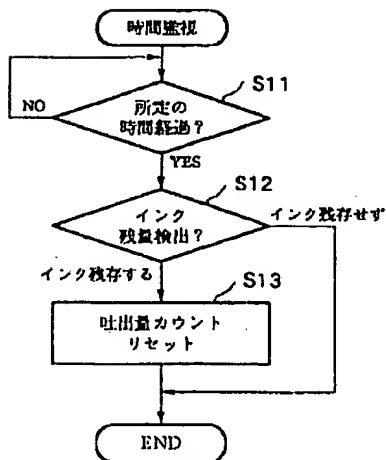 時間監視
S11
NO
所定の
時間経過？
YES
S12
インク
残量検出？
インク残存せず
インク残存する
S13
吐出量カウント
リセット
END